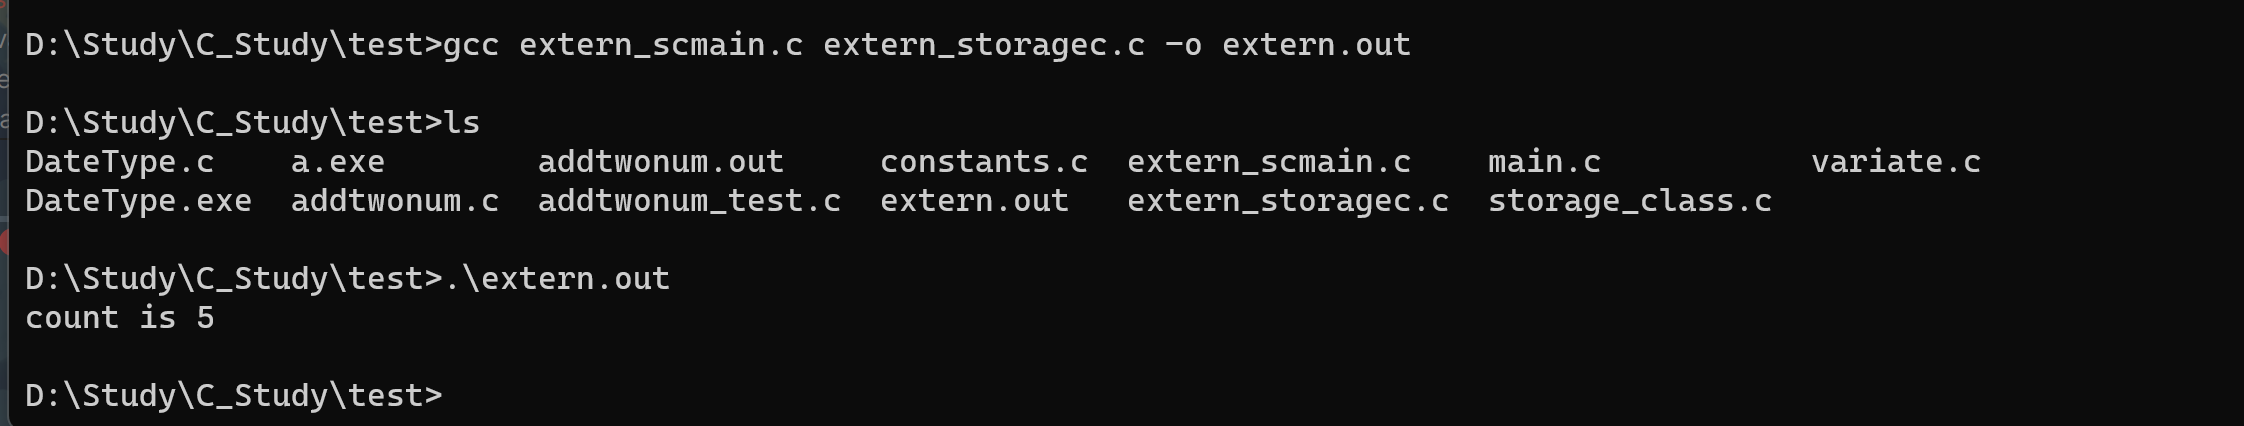 D:\Study\C_Study\test>gcc extern_scmain.c extern_storagec.c -o extern.out
D:\Study\C_Study\test>ls
DateType.c    a.exe        addtwonum.out     constants.c  extern_scmain.c    main.c           variate.c
DateType.exe  addtwonum.c  addtwonum_test.c  extern.out   extern_storagec.c  storage_class.c
D:\Study\C_Study\test>.\extern.out
count is 5
D:\Study\C_Study\test>